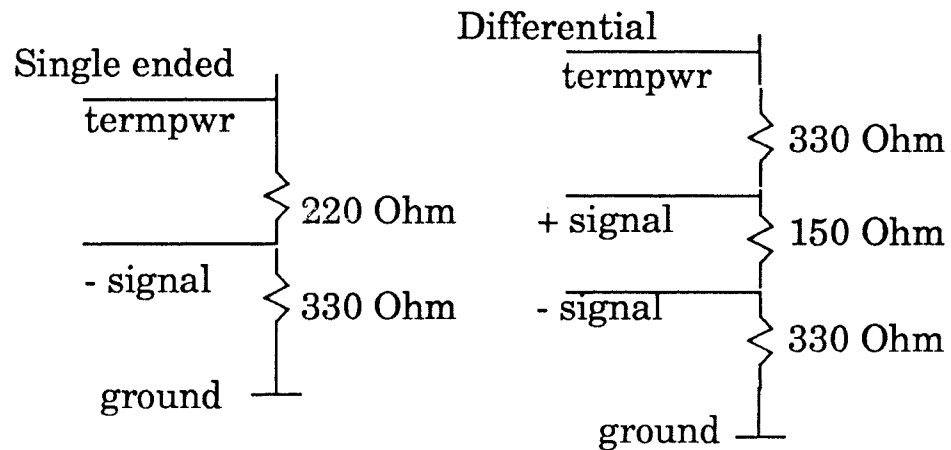 Single ended
termpwr
220 Ohm
- signal
330 Ohm
ground
Differential
termpwr
330 Ohm
+ signal
150 Ohm
- signal
330 Ohm
ground